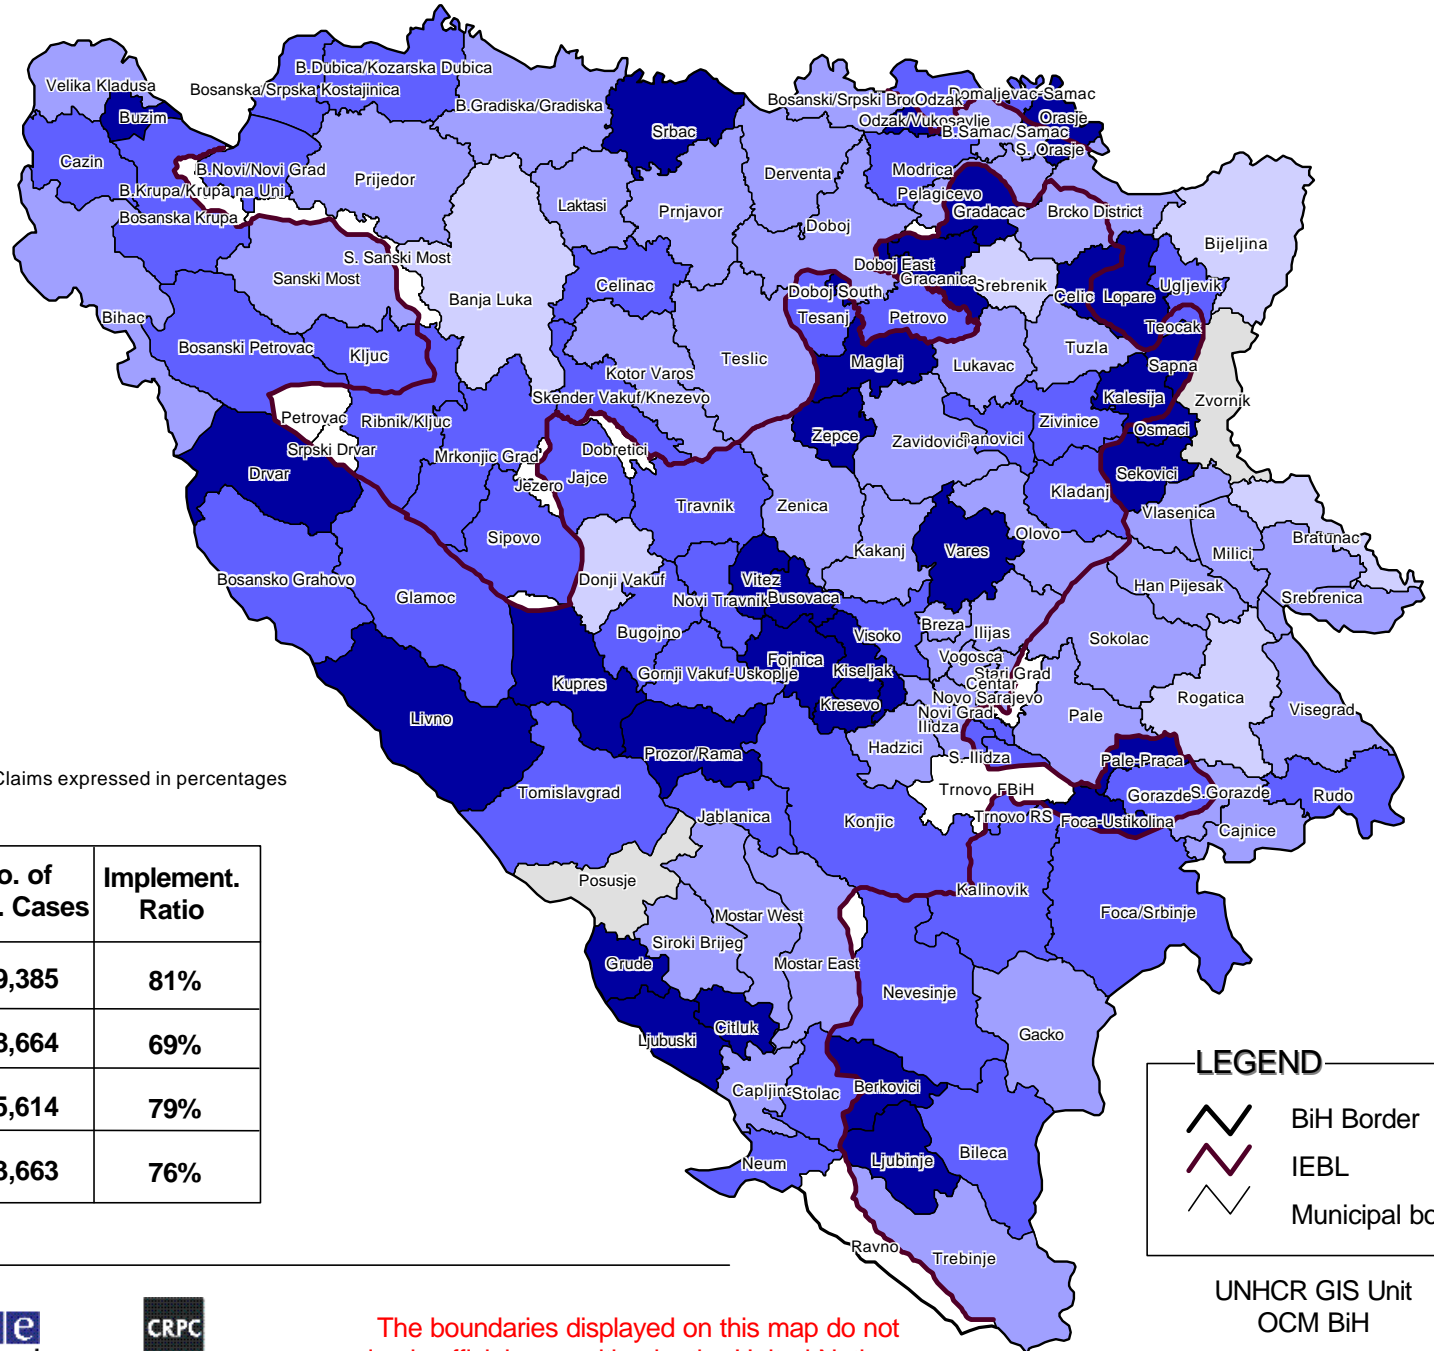 Velika Kladusa
Buzim
Cazin
B.Dubica/Kozarska Dubica
Bosanska/Srpska Kostajinica
B.Gradiska/Gradiska
B.Novi/Novi Grad
Prijedor
B.Krupa/Krupa na Uni
Bosanska Krupa
Srbac
Bosanski/Srpski Brod
Odzak
Domaljevac-Samac
Orasje
Odzak/Vukosavlje
B.Samac/Samac
S. Orasje
Derventa
Modrica
Pelagicevo
Gradacac
Brcko District
Laktasi
Prnjavor
Doboj
Bijeljina
S. Sanski Most
Sanski Most
Banja Luka
Celinac
Doboj East
Gracanica
Srebrenik
Celic
Lopare
Ugljevik
Doboj South
Tesanj
Petrovo
Teocak
Bihac
Bosanski Petrovac
Kljuc
Teslic
Maglaj
Lukavac
Tuzla
Sapna
Kotor Varos
Skender Vakuf/Knezevo
Kalesija
Zvornik
Petrovac
Ribnik/Kljuc
Zepce
Zavidovici
Banovici
Zivinice
Osmaci
Srpski Drvar
Drvar
Mrkonjic Grad
Dobretici
Jezero
Jajce
Sekovici
Kladanj
Travnik
Zenica
Vlasenica
Sipovo
Kakanj
Vares
Olovo
Milici
Bratunac
Bosansko Grahovo
Glamoc
Donji Vakuf
Vitez
Novi Travnik
Busovaca
Han Pijesak
Srebrenica
Bugojno
Visoko
Breza
Ilijas
Sokolac
Vogosca
Fojnica
Kiseljak
Gornji Vakuf-Uskoplje
Stari Grad
Centar
Kupres
Kresevo
Novo Sarajevo
Novi Grad
Ilidza
Rogatica
Visegrad
Livno
Pale
Hadzici
Prozor/Rama
S. Ilidza
Pale-Praca
Claims expressed in percentages
Tomislavgrad
Trnovo FBiH
Gorazde
S.Gorazde
Rudo
Jablanica
Konjic
Trnovo RS
Foca-Ustikolina
Cajnice
Posusje
Kalinovik
Foca/Srbinje
Mostar West
Siroki Brijeg
Grude
Mostar East
Nevesinje
Citluk
Ljubuski
Gacko
Capljina
Stolac
Berkovici
Neum
Ljubinje
Bileca
Ravno
Trebinje
o. of Implement.
. Cases Ratio
9,385 81%
3,664 69%
5,614 79%
3,663 76%
LEGEND
BiH Border
IEBL
Municipal bo
UNHCR GIS Unit
OCM BiH
e
CRPC
The boundaries displayed on this map do not